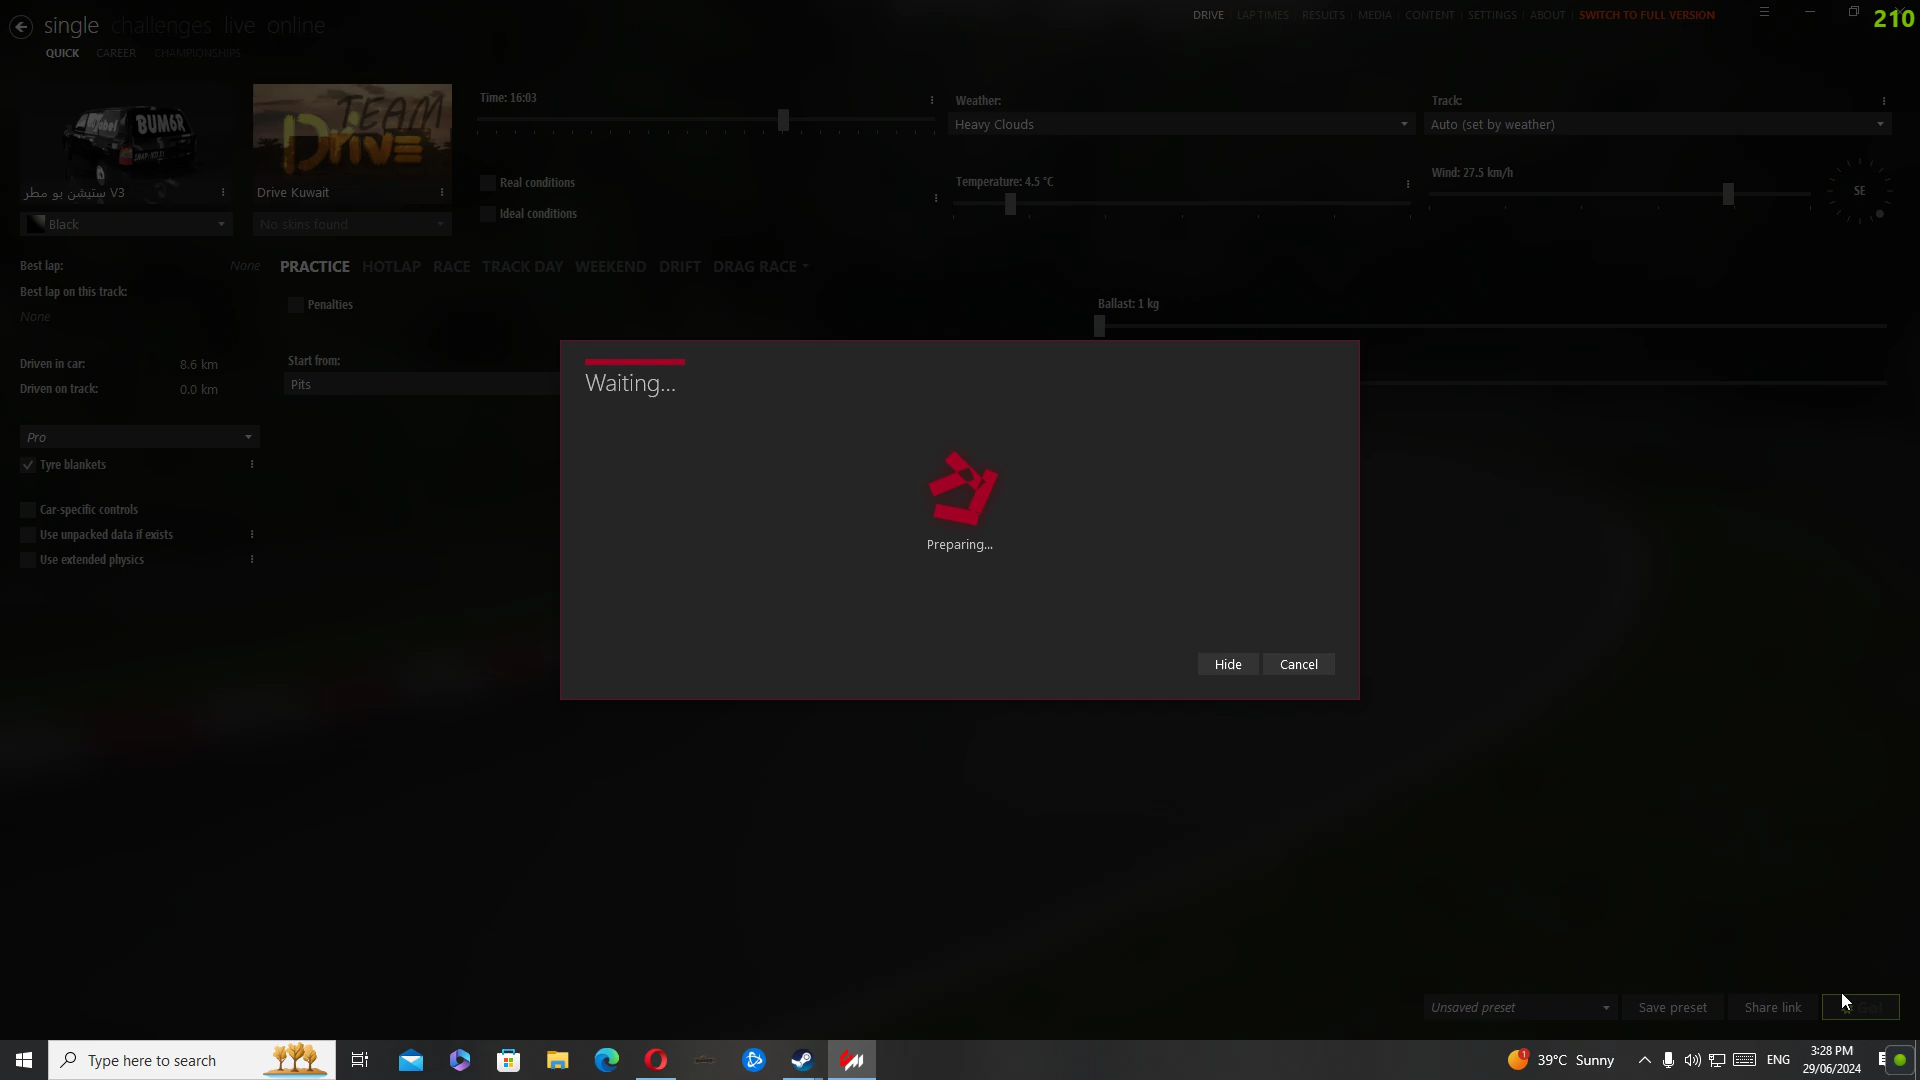 single challenges live online
DRIVE LAP TIMES RESULTS MEDIA CONTENT SETTINGS ABOUT SWITCH TO FULL VERSION
210
QUICK CAREER CHAMPIONSHIPS
BUM6R
TEAM
Drive
ستيشن بو مطر V3
Drive Kuwait
Black
No skins found
Time: 16:03
Weather:
Heavy Clouds
Track:
Auto (set by weather)
Real conditions
Ideal conditions
Temperature: 4.5 °C
Wind: 27.5 km/h
SE
Best lap: None
Best lap on this track:
None
PRACTICE HOTLAP RACE TRACK DAY WEEKEND DRIFT DRAG RACE
Penalties
Ballast: 1 kg
Driven in car: 8.6 km
Driven on track: 0.0 km
Start from:
Pits
Pro
Tyre blankets
Car-specific controls
Use unpacked data if exists
Use extended physics
Waiting...
Preparing...
Hide Cancel
Unsaved preset Save preset Share link Go!
Type here to search
1 39°C Sunny
ENG
3:28 PM
29/06/2024